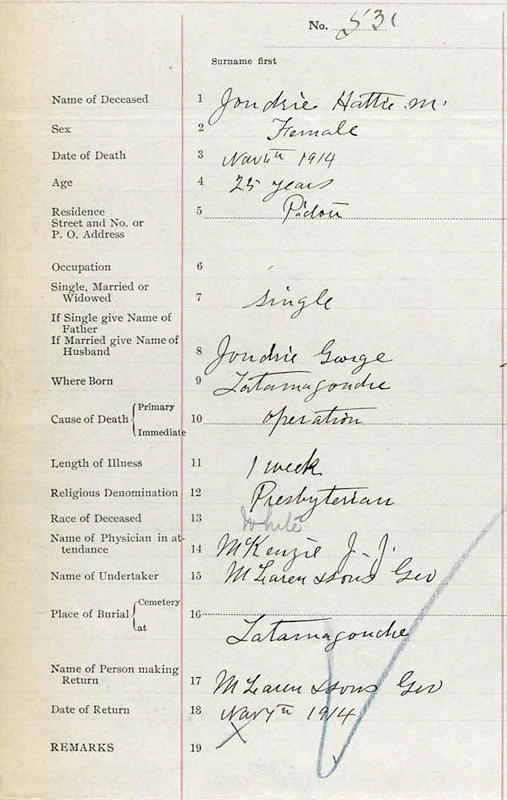 No. 531
Surname first
Name of Deceased 1 Jondrie Hattie M.
Sex 2 Female
Date of Death 3 Nov 6th 1914
Age 4 25 years
Residence 5 Pictou
Street and No. or
P. O. Address
Occupation 6
Single, Married or
Widowed 7 Single
If Single give Name of
Father
If Married give Name of
Husband 8 Jondrie George
Where Born 9 Tatamagouche
Cause of Death { Primary
10 operation
Immediate
Length of Illness 11 1 week
Religious Denomination 12 Presbyterian
Race of Deceased 13 White
Name of Physician in at-
tendance 14 McKenzie J. J.
Name of Undertaker 15 McLaren & Sons Geo
Place of Burial { Cemetery
16
at Tatamagouche
Name of Person making
Return 17 McLaren & Sons Geo
Date of Return 18 Nov 7th 1914
REMARKS 19